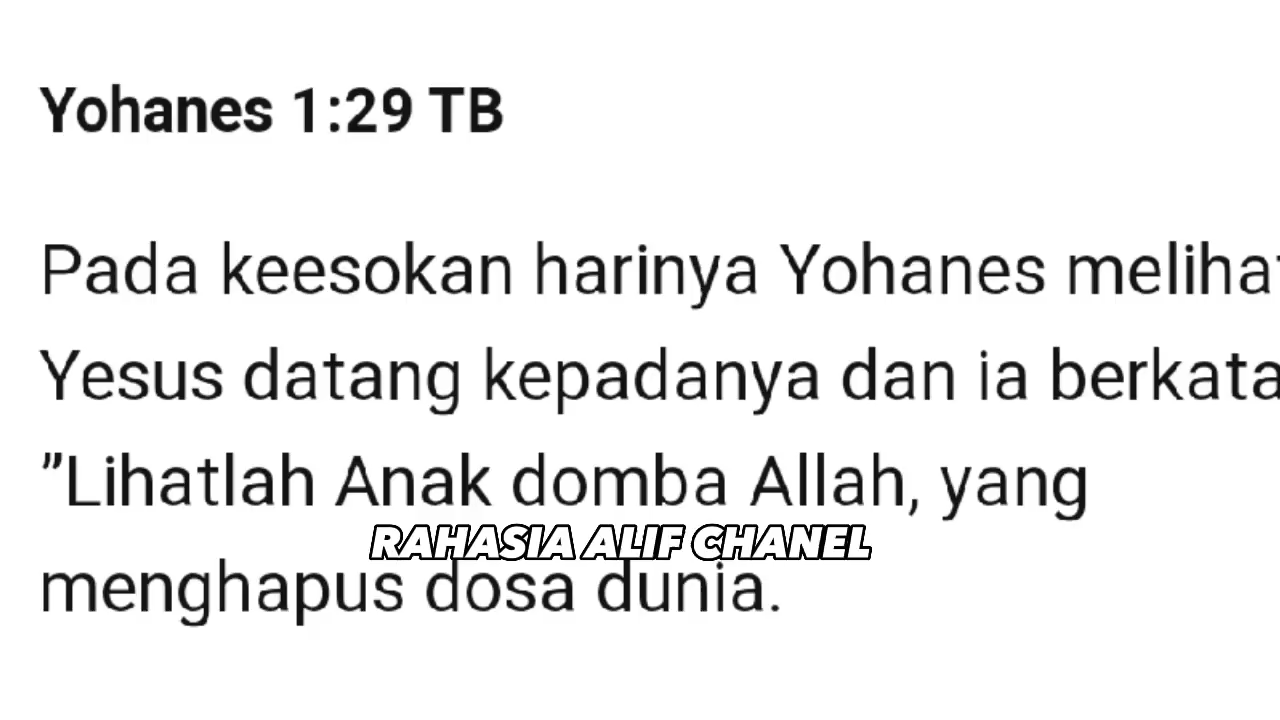 Yohanes 1:29 TB
Pada keesokan harinya Yohanes meliha
Yesus datang kepadanya dan ia berkata
”Lihatlah Anak domba Allah, yang
RAHASIA ALIF CHANEL
menghapus dosa dunia.